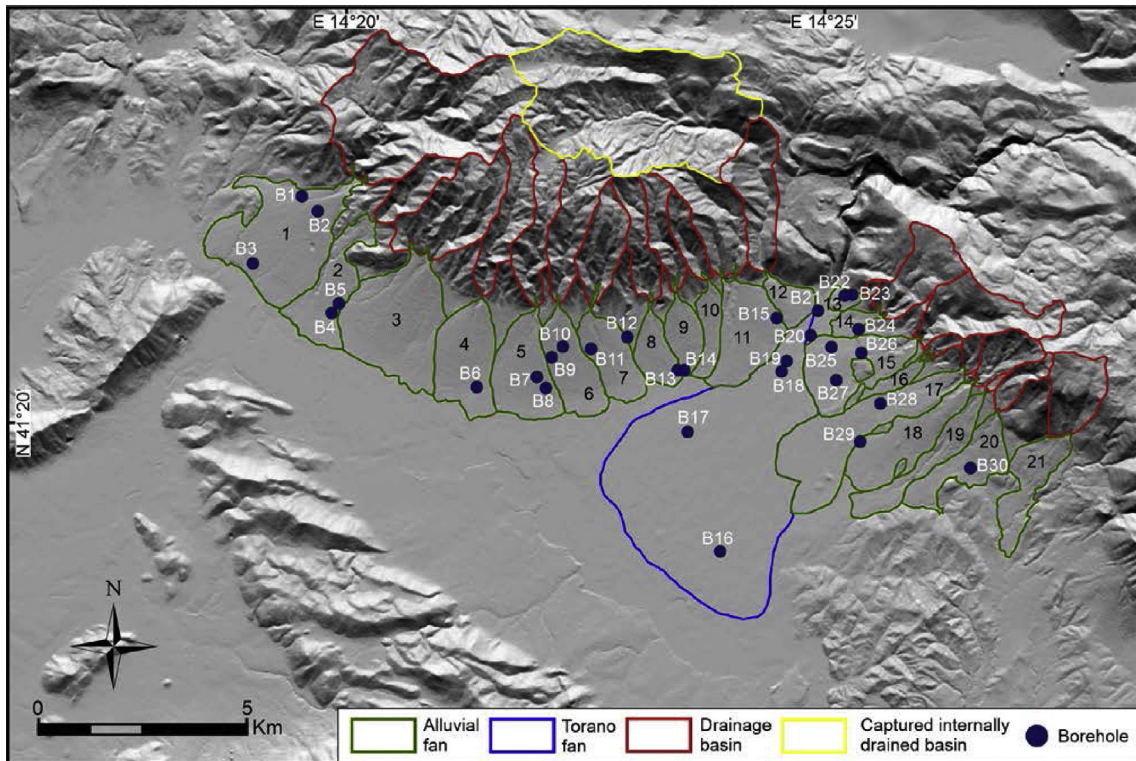 E 14°20' E 14°25'
B1
B2
1
B3
2
B5
B4
3
4
B6
5
B7
B8
B10
B9
6
B11
B12
7
8
9
B13 B14
10
11
12
B15
B19
B18
B20
B21
B22 B23
13
14
B24
B25
B26
15
B27
16
17
B28
B29
18
19
20
B30
21
B17
B16
N 41°20
N
0 5
Km
Alluvial fan
Torano fan
Drainage basin
Captured internally drained basin
Borehole